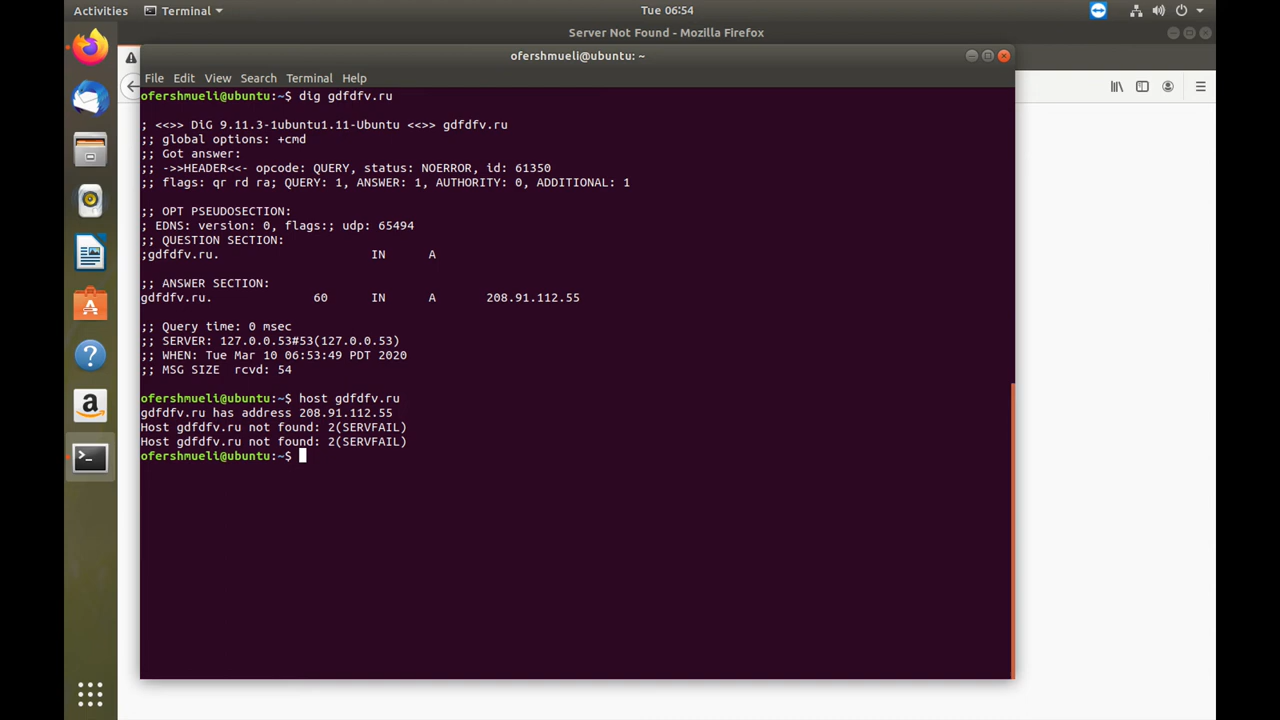 Activities
Terminal
Tue 06:54
Server Not Found - Mozilla Firefox
ofershmueli@ubuntu: ~
File Edit View Search Terminal Help
ofershmueli@ubuntu:~$ dig gdfdfv.ru
; <<>> DiG 9.11.3-1ubuntu1.11-Ubuntu <<>> gdfdfv.ru
;; global options: +cmd
;; Got answer:
;; ->>HEADER<<- opcode: QUERY, status: NOERROR, id: 61350
;; flags: qr rd ra; QUERY: 1, ANSWER: 1, AUTHORITY: 0, ADDITIONAL: 1
;; OPT PSEUDOSECTION:
; EDNS: version: 0, flags:; udp: 65494
;; QUESTION SECTION:
;gdfdfv.ru. IN A
;; ANSWER SECTION:
gdfdfv.ru. 60 IN A 208.91.112.55
;; Query time: 0 msec
;; SERVER: 127.0.0.53#53(127.0.0.53)
;; WHEN: Tue Mar 10 06:53:49 PDT 2020
;; MSG SIZE rcvd: 54
ofershmueli@ubuntu:~$ host gdfdfv.ru
gdfdfv.ru has address 208.91.112.55
Host gdfdfv.ru not found: 2(SERVFAIL)
Host gdfdfv.ru not found: 2(SERVFAIL)
ofershmueli@ubuntu:~$